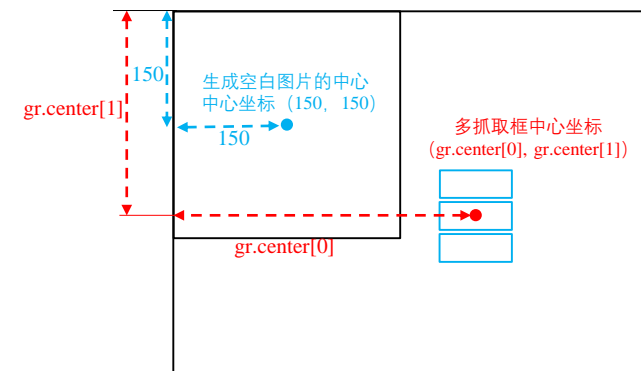 150
生成空白图片的中心
中心坐标（150，150）
gr.center[1]
150
多抓取框中心坐标
（gr.center[0], gr.center[1]）
gr.center[0]